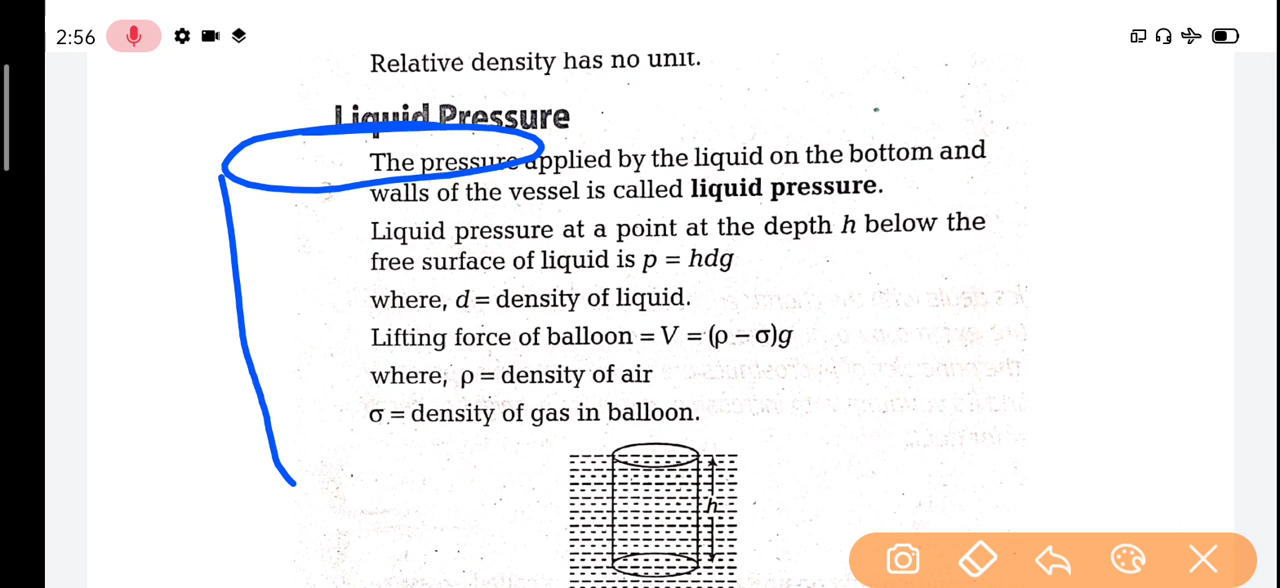 2:56
Relative density has no unit.
Liquid Pressure
The pressure applied by the liquid on the bottom and
walls of the vessel is called liquid pressure.
Liquid pressure at a point at the depth h below the
free surface of liquid is p = hdg
where, d = density of liquid.
Lifting force of balloon = V = (ρ – σ)g
where, ρ = density of air
σ = density of gas in balloon.
h